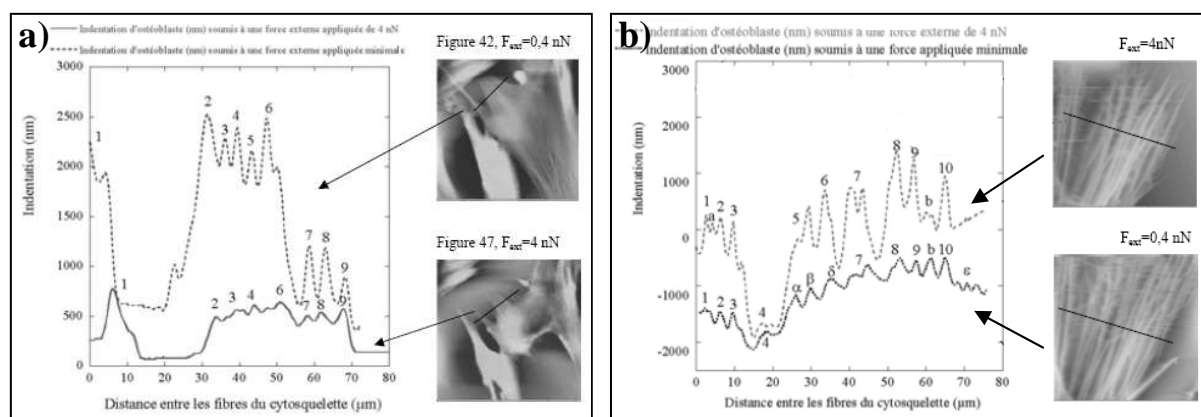 a)
Indentation d'ostéoblaste (nm) soumis à une force externe appliquée de 4 nN
Indentation d'ostéoblaste (nm) soumis à une force externe appliquée minimale
Indentation (nm)
3000
2500
2000
1500
1000
500
0
0 10 20 30 40 50 60 70 80
Distance entre les fibres du cytosquelette (µm)
1 2 3 4 5 6 7 8 9
1 2 3 4 6 7 8 9
Figure 42, Fext=0,4 nN
Figure 47, Fext=4 nN
b)
Indentation d'ostéoblaste (nm) soumis à une force externe de 4 nN
Indentation d'ostéoblaste (nm) soumis à une force appliquée minimale
Indentation (nm)
3000
1000
0
-1000
-2000
0 10 20 30 40 50 60 70 80
Distance entre les fibres du cytosquelette (µm)
1 a 2 3 4 5 6 7 8 9 b 10
1 2 3 4 α β δ 7 8 9 b 10 ε
Fext=4nN
Fext=0,4 nN